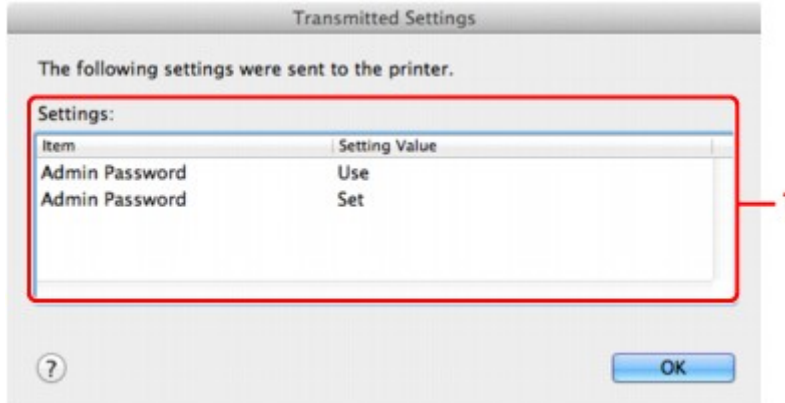 Transmitted Settings
The following settings were sent to the printer.
Settings:
Item Setting Value
Admin Password Use
Admin Password Set
? OK